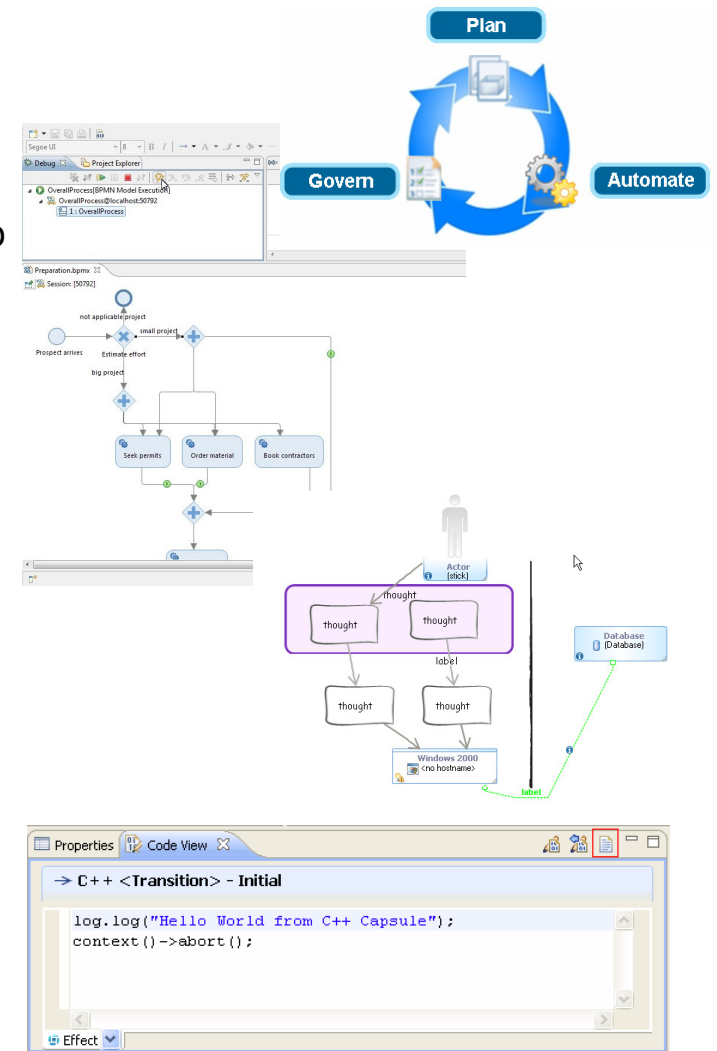 Plan
Govern
Automate
Segoe UI
8
B I
A
Debug
Project Explorer
OverallProcess[BPMN Model Execution]
OverallProcess@localhost:50792
1 : OverallProcess
Preparation.bpmx
Session: [50792]
not applicable project
small project
Prospect arrives
Estimate effort
big project
Seek permits
Order material
Book contractors
Actor
[stick]
thought
thought
thought
label
thought
thought
Database
(Database)
Windows 2000
<no hostname>
label
Properties
Code View
C++ <Transition> - Initial
log.log("Hello World from C++ Capsule");
context()->abort();
Effect